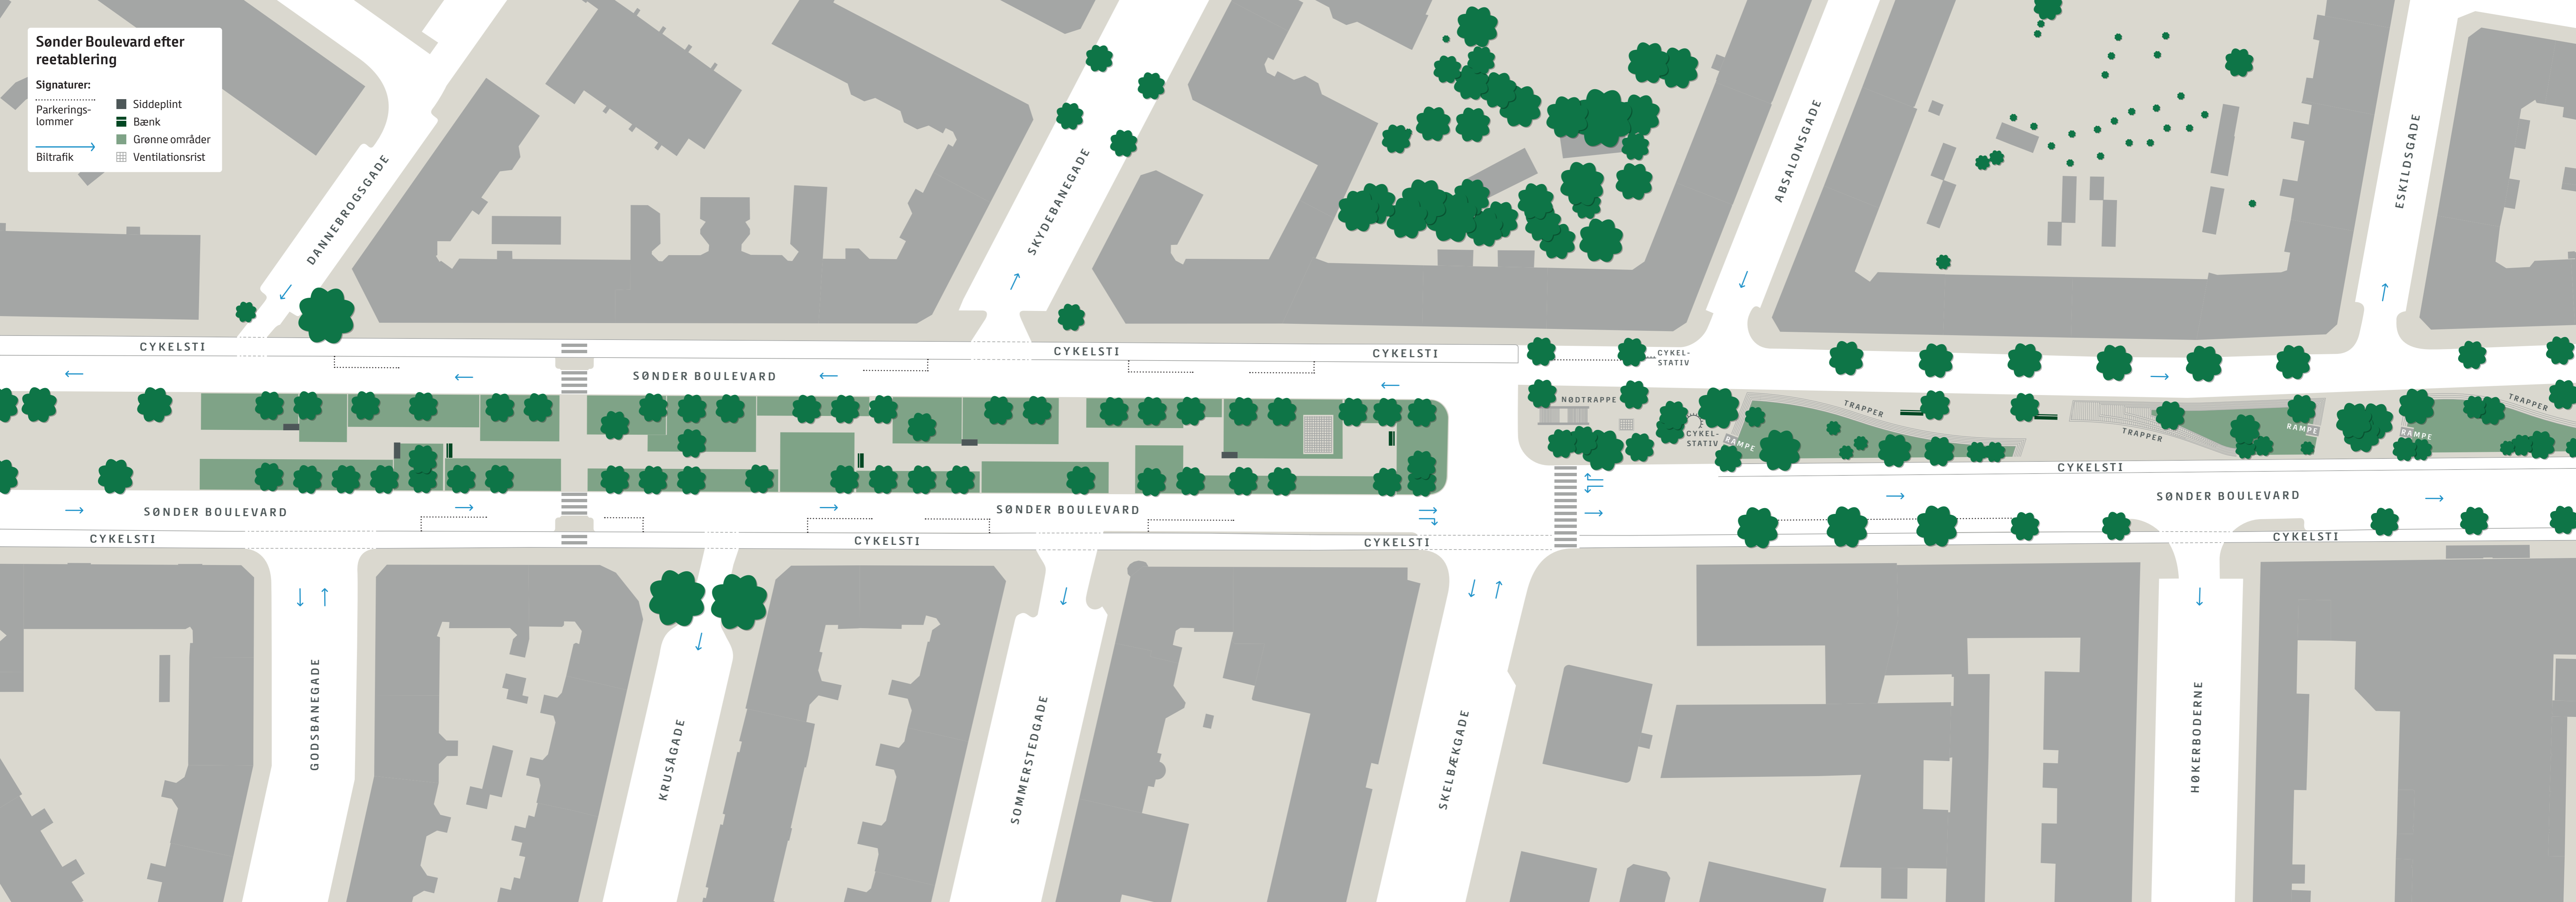 Sønder Boulevard efter
reetablering
Signaturer:
Parkerings-
lommer
Biltrafik
Siddeplint
Bænk
Grønne områder
Ventilationsrist
DANNEBROGSGADE
SKYDEBANEGADE
ABSALONSGADE
ESKILDSGADE
CYKELSTI
CYKELSTI
CYKELSTI
CYKEL-
STATIV
SØNDER BOULEVARD
NØDTRAPPE
CYKEL-
STATIV
RAMPE
TRAPPER
TRAPPER
RAMPE
RAMPE
TRAPPER
CYKELSTI
SØNDER BOULEVARD
SØNDER BOULEVARD
SØNDER BOULEVARD
CYKELSTI
CYKELSTI
CYKELSTI
CYKELSTI
GODSBANEGADE
KRUSÅGADE
SOMMERSTEDGADE
SKELBÆKGADE
HØKERBODERNE